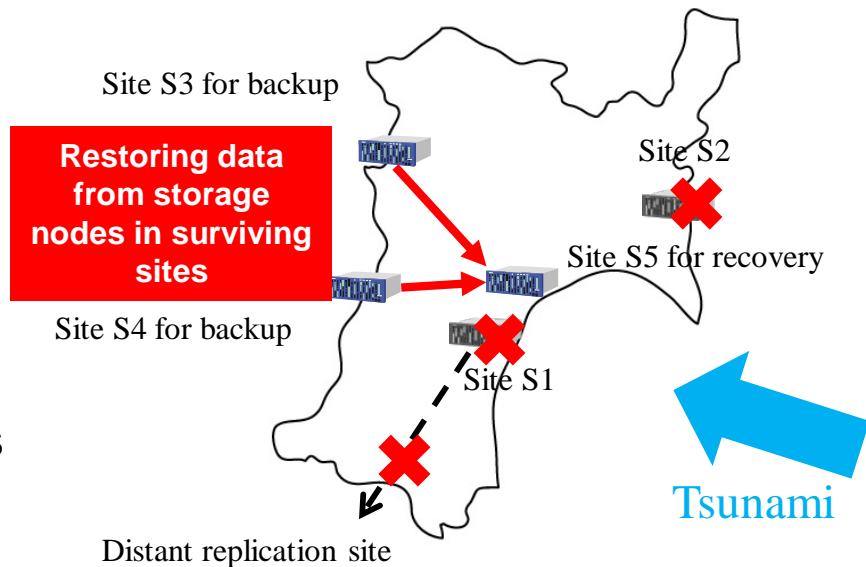 Site S3 for backup
Restoring data
from storage
nodes in surviving
sites
Site S2
Site S5 for recovery
Site S4 for backup
Site S1
Tsunami
Distant replication site